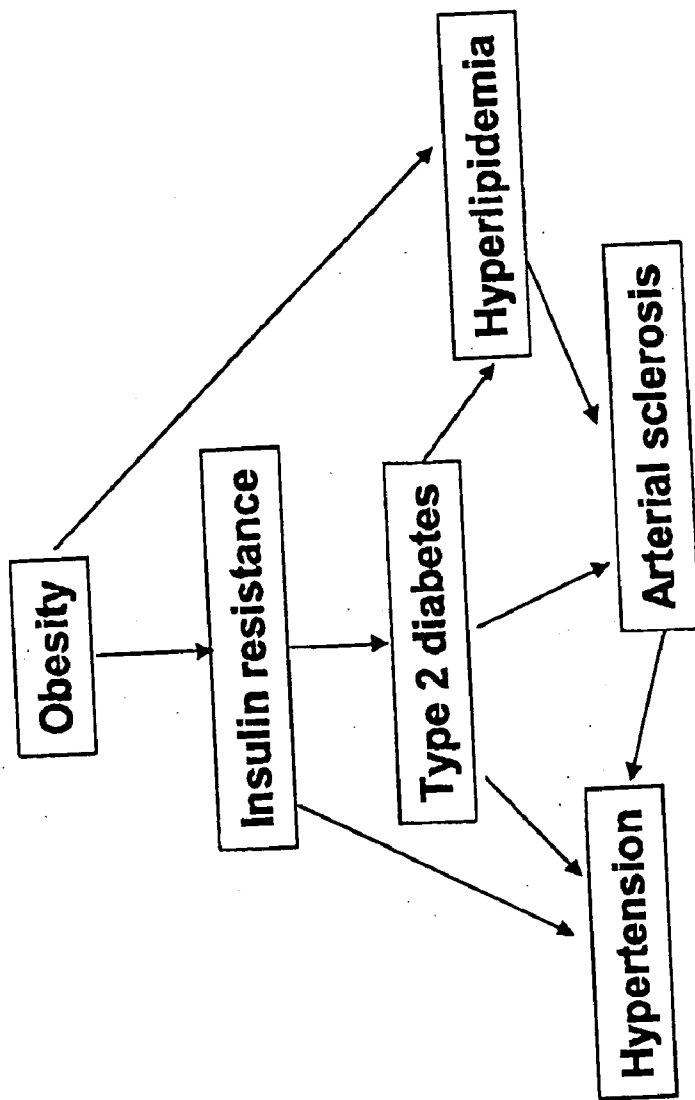 Obesity
Insulin resistance
Type 2 diabetes
Hyperlipidemia
Arterial sclerosis
Hypertension